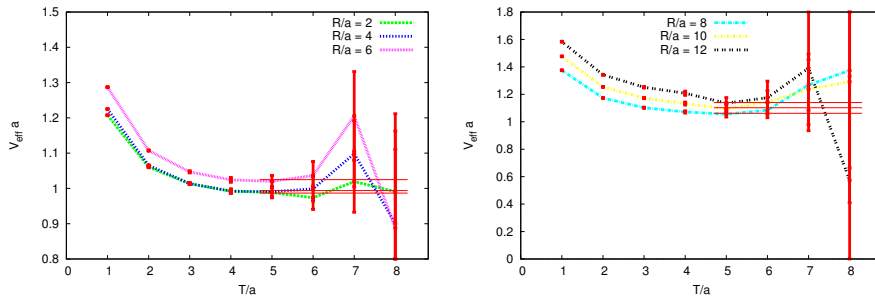 1.5
1.4
1.3
1.2
1.1
1
0.9
0.8
0 1 2 3 4 5 6 7 8
V_eff a
T/a
R/a = 2
R/a = 4
R/a = 6
1.8
1.6
1.4
1.2
1
0.8
0.6
0.4
0.2
0
0 1 2 3 4 5 6 7 8
V_eff a
T/a
R/a = 8
R/a = 10
R/a = 12